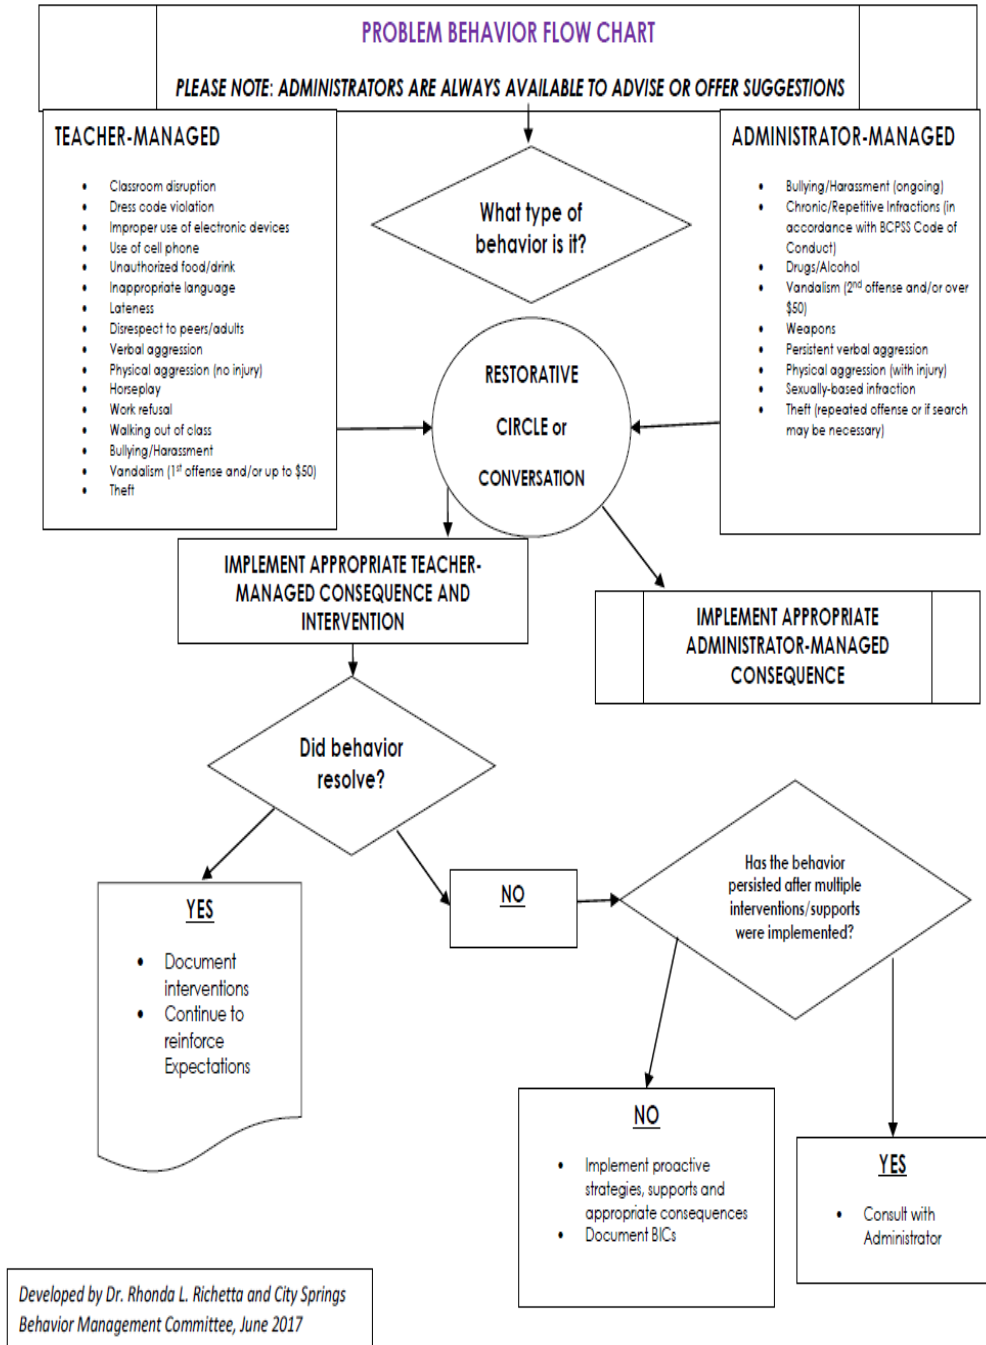 PROBLEM BEHAVIOR FLOW CHART
PLEASE NOTE: ADMINISTRATORS ARE ALWAYS AVAILABLE TO ADVISE OR OFFER SUGGESTIONS
TEACHER-MANAGED
• Classroom disruption
• Dress code violation
• Improper use of electronic devices
• Use of cell phone
• Unauthorized food/drink
• Inappropriate language
• Lateness
• Disrespect to peers/adults
• Verbal aggression
• Physical aggression (no injury)
• Horseplay
• Work refusal
• Walking out of class
• Bullying/Harassment
• Vandalism (1st offense and/or up to $50)
• Theft
What type of
behavior is it?
ADMINISTRATOR-MANAGED
• Bullying/Harassment (ongoing)
• Chronic/Repetitive Infractions (in
accordance with BCPSS Code of
Conduct)
• Drugs/Alcohol
• Vandalism (2nd offense and/or over
$50)
• Weapons
• Persistent verbal aggression
• Physical aggression (with injury)
• Sexually-based infraction
• Theft (repeated offense or if search
may be necessary)
RESTORATIVE
CIRCLE or
CONVERSATION
IMPLEMENT APPROPRIATE TEACHER-
MANAGED CONSEQUENCE AND
INTERVENTION
IMPLEMENT APPROPRIATE
ADMINISTRATOR-MANAGED
CONSEQUENCE
Did behavior
resolve?
YES
• Document
interventions
• Continue to
reinforce
Expectations
NO
Has the behavior
persisted after multiple
interventions/supports
were implemented?
NO
• Implement proactive
strategies, supports and
appropriate consequences
• Document BICs
YES
• Consult with
Administrator
Developed by Dr. Rhonda L. Richetta and City Springs
Behavior Management Committee, June 2017